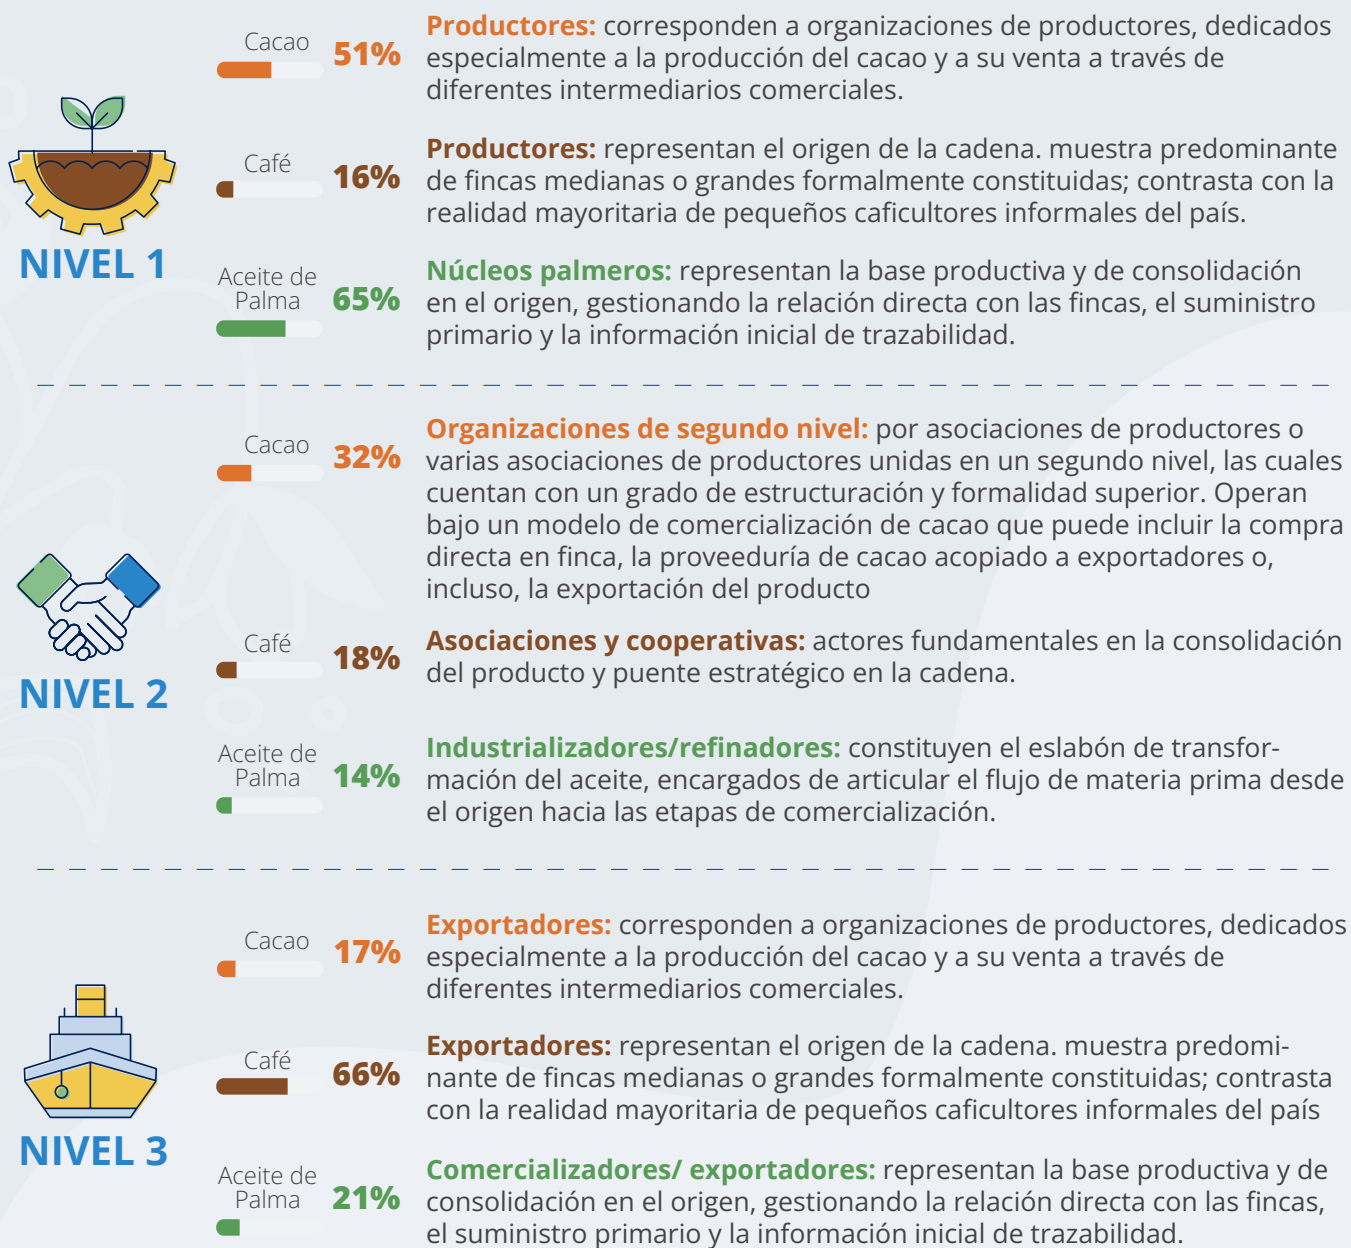 Cacao
51%
Productores: corresponden a organizaciones de productores, dedicados
especialmente a la producción del cacao y a su venta a través de
diferentes intermediarios comerciales.
Café
16%
Productores: representan el origen de la cadena. muestra predominante
de fincas medianas o grandes formalmente constituidas; contrasta con la
realidad mayoritaria de pequeños caficultores informales del país.
NIVEL 1
Aceite de
Palma
65%
Núcleos palmeros: representan la base productiva y de consolidación
en el origen, gestionando la relación directa con las fincas, el suministro
primario y la información inicial de trazabilidad.
Cacao
32%
Organizaciones de segundo nivel: por asociaciones de productores o
varias asociaciones de productores unidas en un segundo nivel, las cuales
cuentan con un grado de estructuración y formalidad superior. Operan
bajo un modelo de comercialización de cacao que puede incluir la compra
directa en finca, la proveeduría de cacao acopiado a exportadores o,
incluso, la exportación del producto
Café
18%
Asociaciones y cooperativas: actores fundamentales en la consolidación
del producto y puente estratégico en la cadena.
NIVEL 2
Aceite de
Palma
14%
Industrializadores/refinadores: constituyen el eslabón de transfor-
mación del aceite, encargados de articular el flujo de materia prima desde
el origen hacia las etapas de comercialización.
Cacao
17%
Exportadores: corresponden a organizaciones de productores, dedicados
especialmente a la producción del cacao y a su venta a través de
diferentes intermediarios comerciales.
Café
66%
Exportadores: representan el origen de la cadena. muestra predomi-
nante de fincas medianas o grandes formalmente constituidas; contrasta
con la realidad mayoritaria de pequeños caficultores informales del país
NIVEL 3
Aceite de
Palma
21%
Comercializadores/ exportadores: representan la base productiva y de
consolidación en el origen, gestionando la relación directa con las fincas,
el suministro primario y la información inicial de trazabilidad.